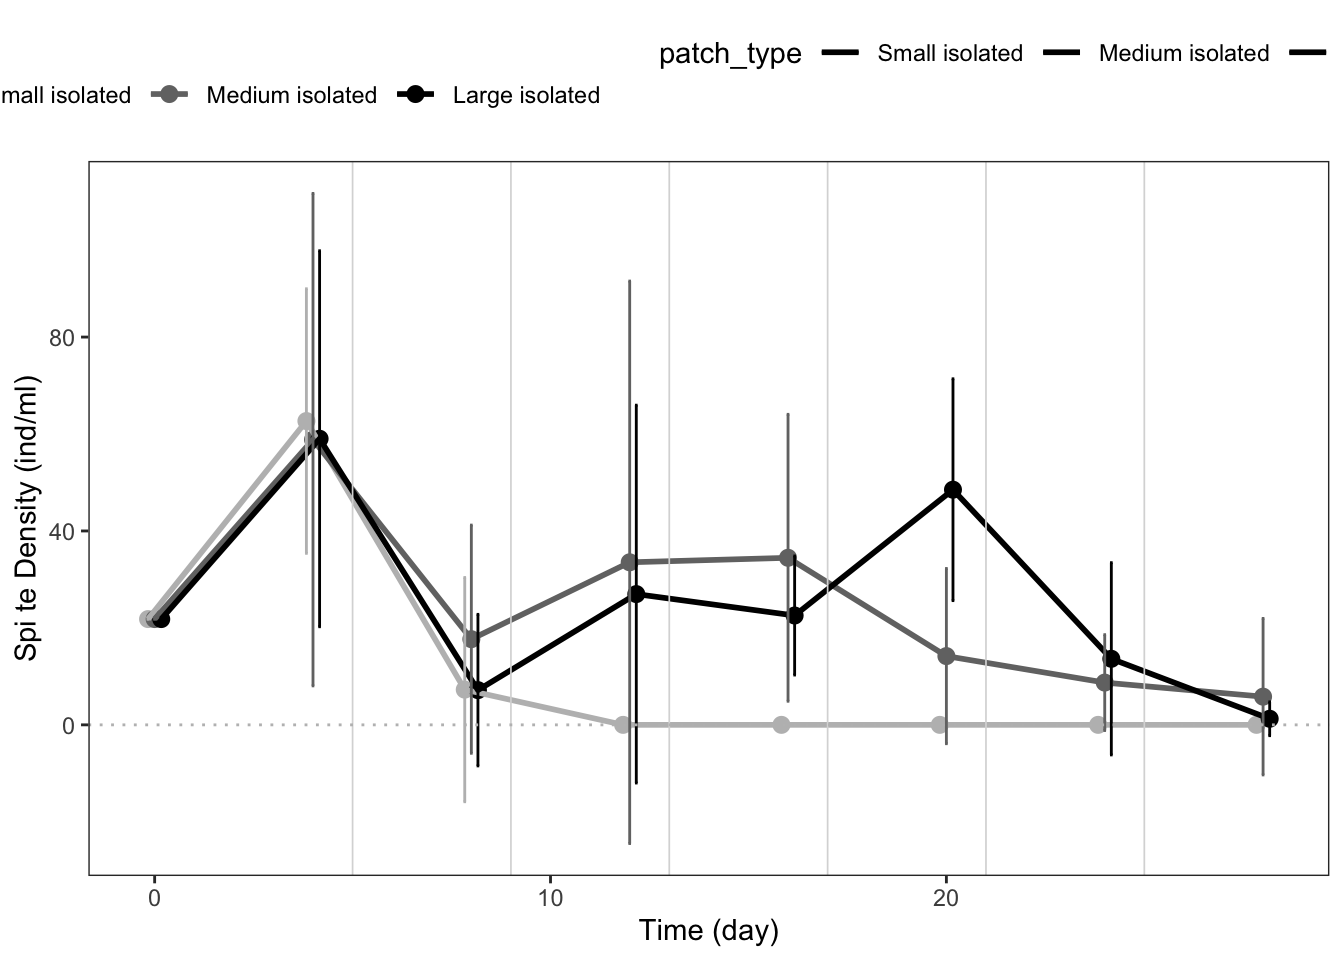 patch_type Small isolated Medium isolated
mall isolated Medium isolated Large isolated
80
40
0
Spi te Density (ind/ml)
0 10 20
Time (day)